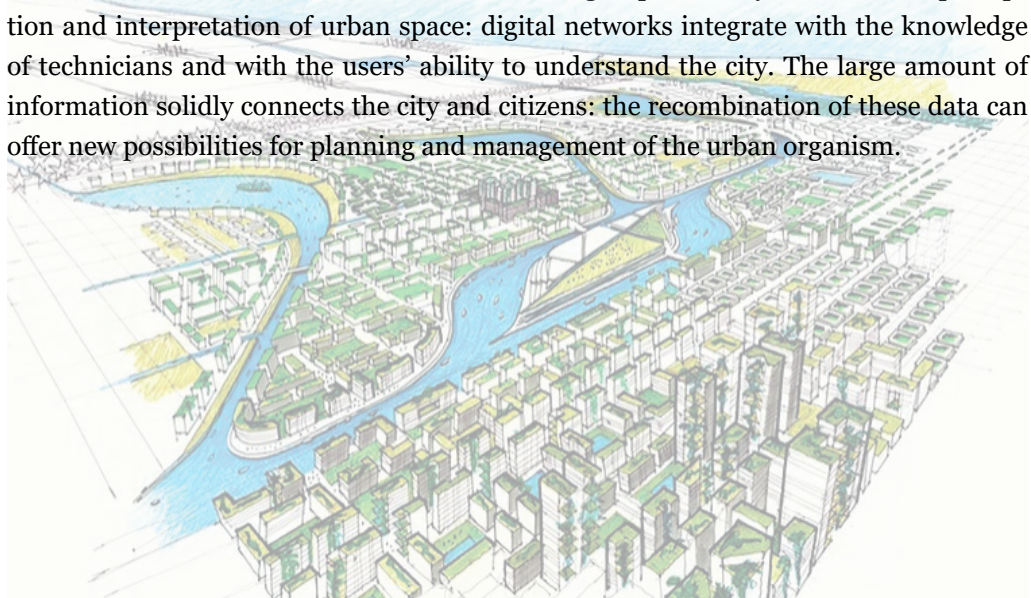 tion and interpretation of urban space: digital networks integrate with the knowledge
of technicians and with the users’ ability to understand the city. The large amount of
information solidly connects the city and citizens: the recombination of these data can
offer new possibilities for planning and management of the urban organism.